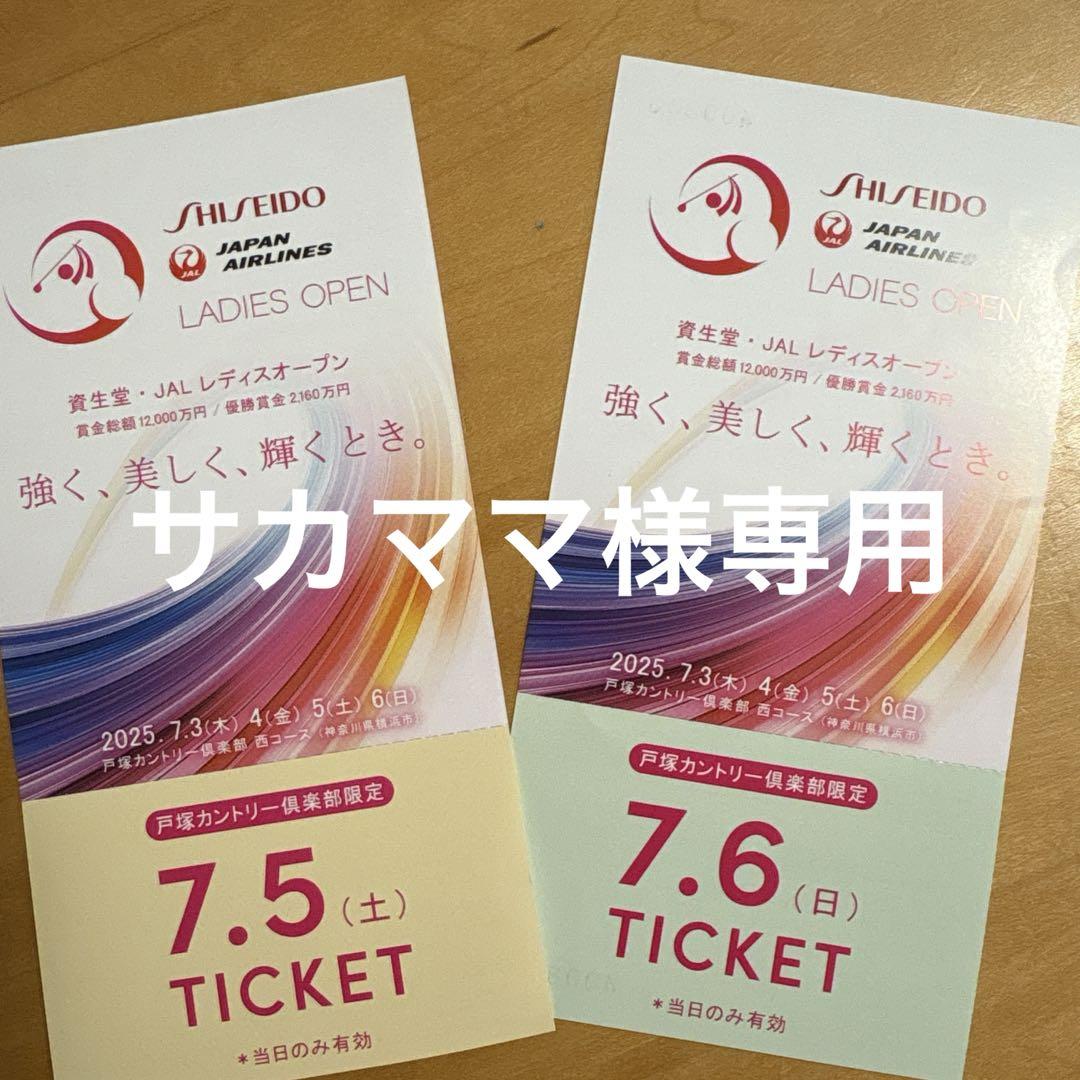 SHISEIDO
JAL
JAPAN
AIRLINES
LADIES OPEN
資生堂・JAL レディスオープン
賞金総額12,000万円 / 優勝賞金2,160万円
強く、美しく、輝くとき。
2025. 7.3(木) 4(金) 5(土) 6(日)
戸塚カントリー倶楽部 西コース (神奈川県横浜市)
戸塚カントリー倶楽部限定
7.5(土)
TICKET
*当日のみ有効
SHISEIDO
JAL
JAPAN
AIRLINES
LADIES OPEN
資生堂・JAL レディスオープン
賞金総額12,000万円 / 優勝賞金2,160万円
強く、美しく、輝くとき。
2025. 7.3(木) 4(金) 5(土) 6(日)
戸塚カントリー倶楽部 西コース (神奈川県横浜市)
戸塚カントリー倶楽部限定
7.6(日)
TICKET
*当日のみ有効
サカママ様専用